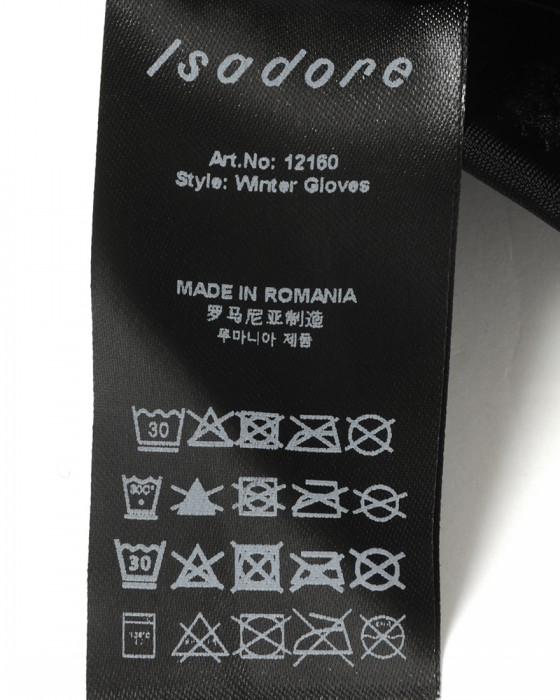 Isadore
Art.No: 12160
Style: Winter Gloves
MADE IN ROMANIA
罗马尼亚制造
루마니아 제품
30
30